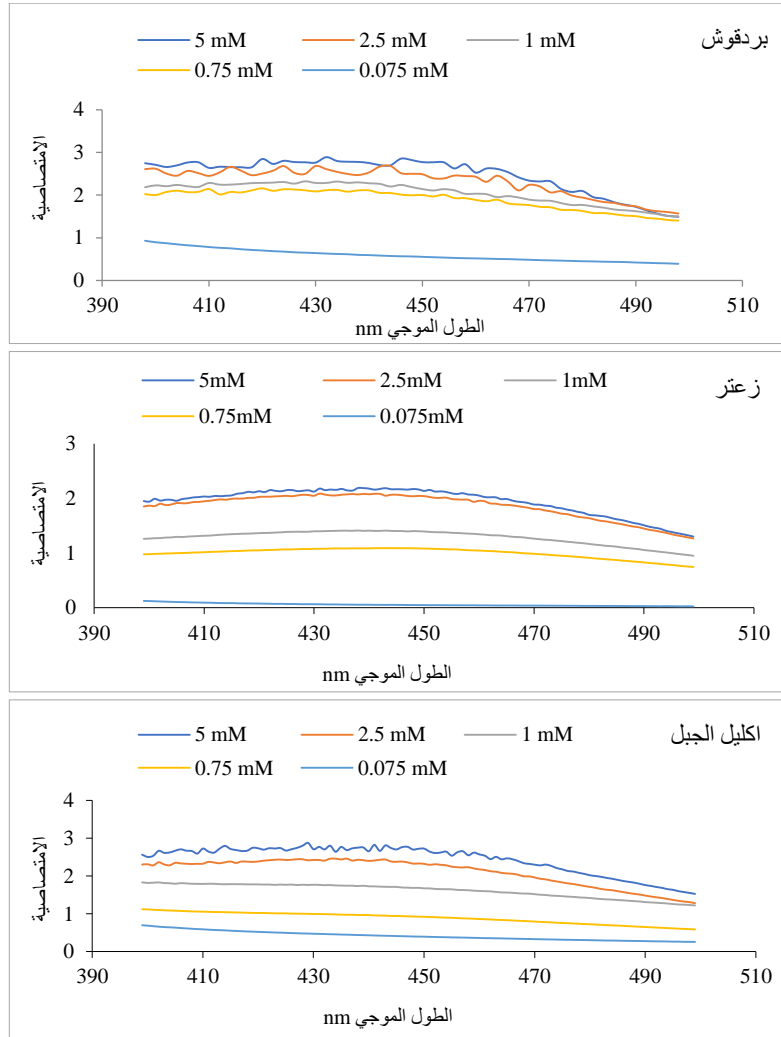 5 mM 2.5 mM 1 mM
بردقوش
0.75 mM 0.075 mM
4
3
2
1
0
الامتصاصية
390 410 430 450 470 490 510
الطول الموجي nm
5mM 2.5mM 1mM
زعتر
0.75mM 0.075mM
3
2
1
0
الامتصاصية
390 410 430 450 470 490 510
الطول الموجي nm
5 mM 2.5 mM 1 mM
اكليل الجبل
0.75 mM 0.075 mM
4
3
2
1
0
الامتصاصية
390 410 430 450 470 490 510
الطول الموجي nm